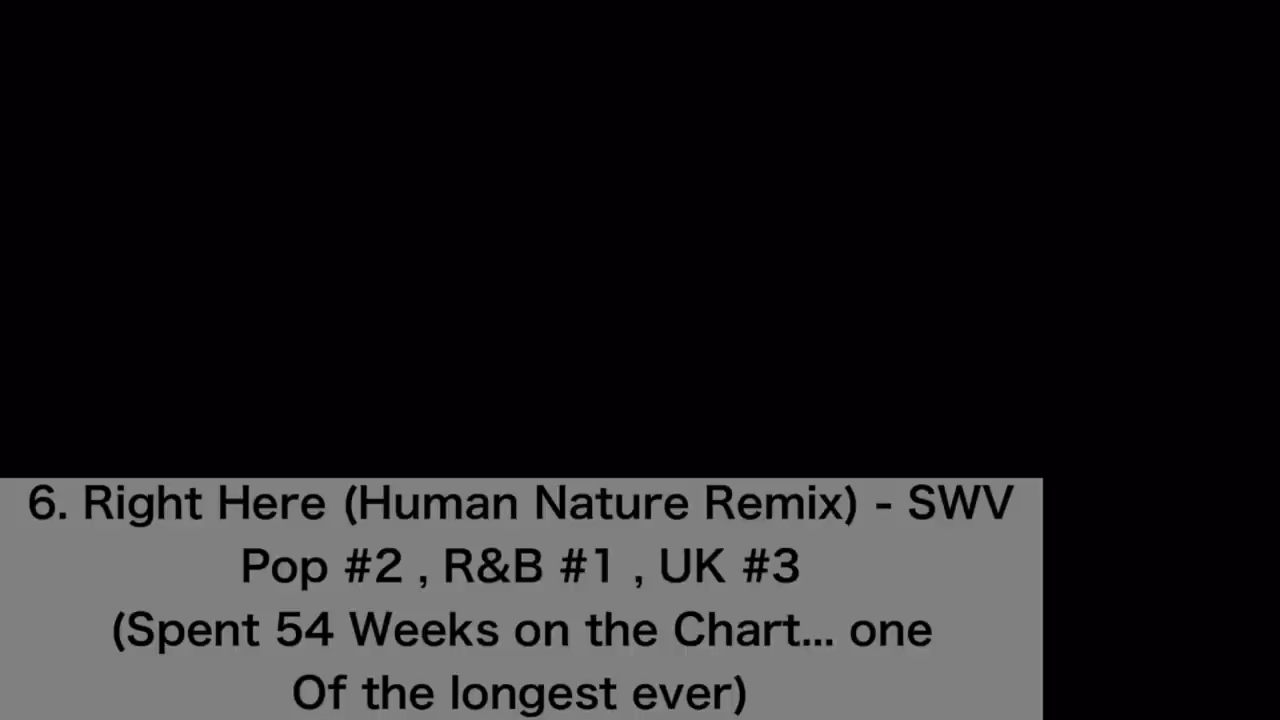 6. Right Here (Human Nature Remix) - SWV
Pop #2 , R&B #1 , UK #3
(Spent 54 Weeks on the Chart... one
Of the longest ever)